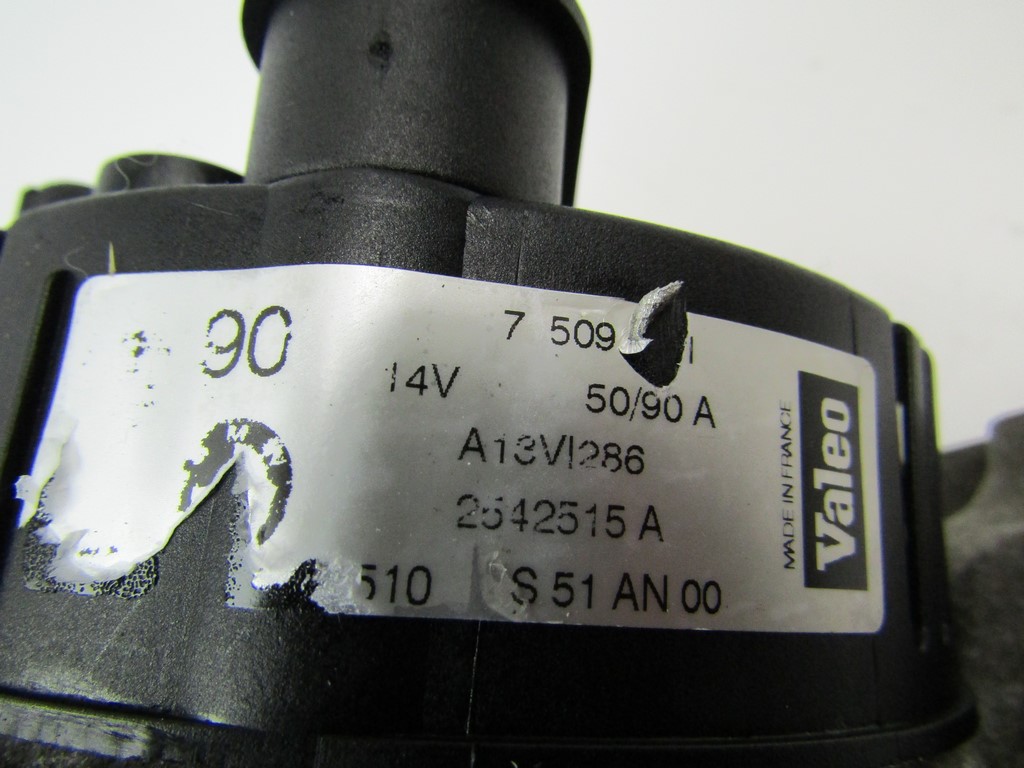 90
7 509
14V 50/90 A
A13VI286
2542515 A
510 S 51 AN 00
MADE IN FRANCE
Valeo